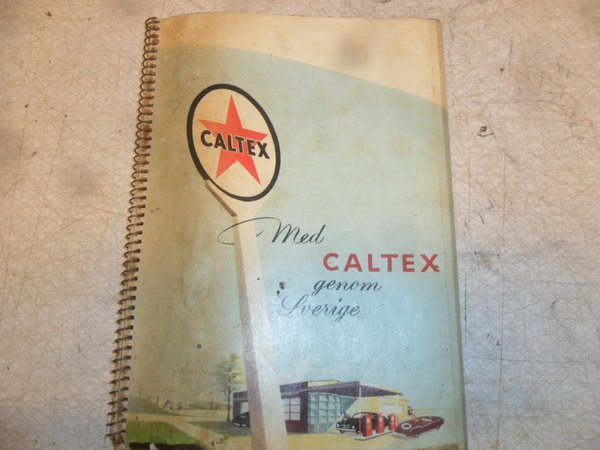 CALTEX
Med
CALTEX
genom
Sverige